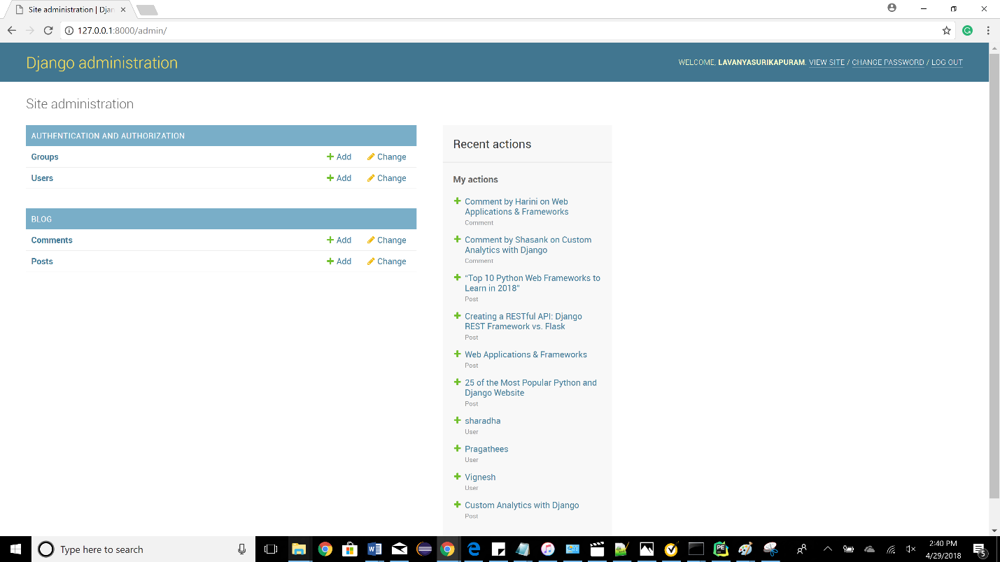 Site administration | Djan
127.0.0.1:8000/admin/
Django administration
WELCOME, LAVANYASURIKAPURAM. VIEW SITE / CHANGE PASSWORD / LOG OUT
Site administration
AUTHENTICATION AND AUTHORIZATION
Groups Add Change
Users Add Change
BLOG
Comments Add Change
Posts Add Change
Recent actions
My actions
Comment by Harini on Web
Applications & Frameworks
Comment
Comment by Shasank on Custom
Analytics with Django
Comment
“Top 10 Python Web Frameworks to
Learn in 2018”
Post
Creating a RESTful API: Django
REST Framework vs. Flask
Post
Web Applications & Frameworks
Post
25 of the Most Popular Python and
Django Website
Post
sharadha
User
Pragathees
User
Vignesh
User
Custom Analytics with Django
Post
Type here to search
2:40 PM
4/29/2018
5